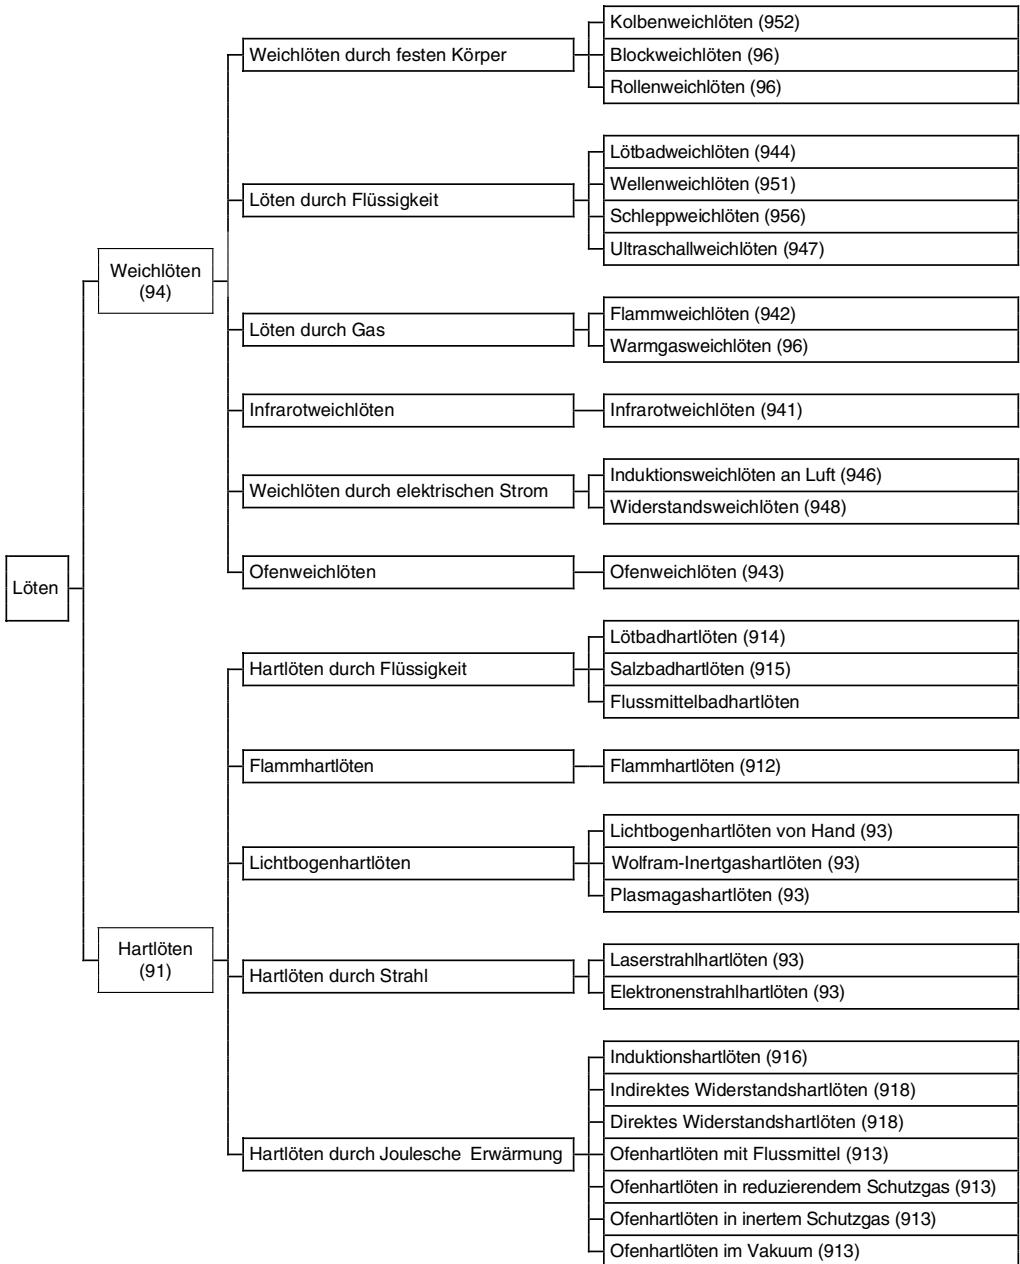 Löten
Weichlöten
(94)
Weichlöten durch festen Körper
Kolbenweichlöten (952)
Blockweichlöten (96)
Rollenweichlöten (96)
Löten durch Flüssigkeit
Lötbadweichlöten (944)
Wellenweichlöten (951)
Schleppweichlöten (956)
Ultraschallweichlöten (947)
Löten durch Gas
Flammweichlöten (942)
Warmgasweichlöten (96)
Infrarotweichlöten
Infrarotweichlöten (941)
Weichlöten durch elektrischen Strom
Induktionsweichlöten an Luft (946)
Widerstandsweichlöten (948)
Ofenweichlöten
Ofenweichlöten (943)
Hartlöten
(91)
Hartlöten durch Flüssigkeit
Lötbadhartlöten (914)
Salzbadhartlöten (915)
Flussmittelbadhartlöten
Flammhartlöten
Flammhartlöten (912)
Lichtbogenhartlöten
Lichtbogenhartlöten von Hand (93)
Wolfram-Inertgashartlöten (93)
Plasmagashartlöten (93)
Hartlöten durch Strahl
Laserstrahlhartlöten (93)
Elektronenstrahlhartlöten (93)
Hartlöten durch Joulesche Erwärmung
Induktionshartlöten (916)
Indirektes Widerstandshartlöten (918)
Direktes Widerstandshartlöten (918)
Ofenhartlöten mit Flussmittel (913)
Ofenhartlöten in reduzierendem Schutzgas (913)
Ofenhartlöten in inertem Schutzgas (913)
Ofenhartlöten im Vakuum (913)